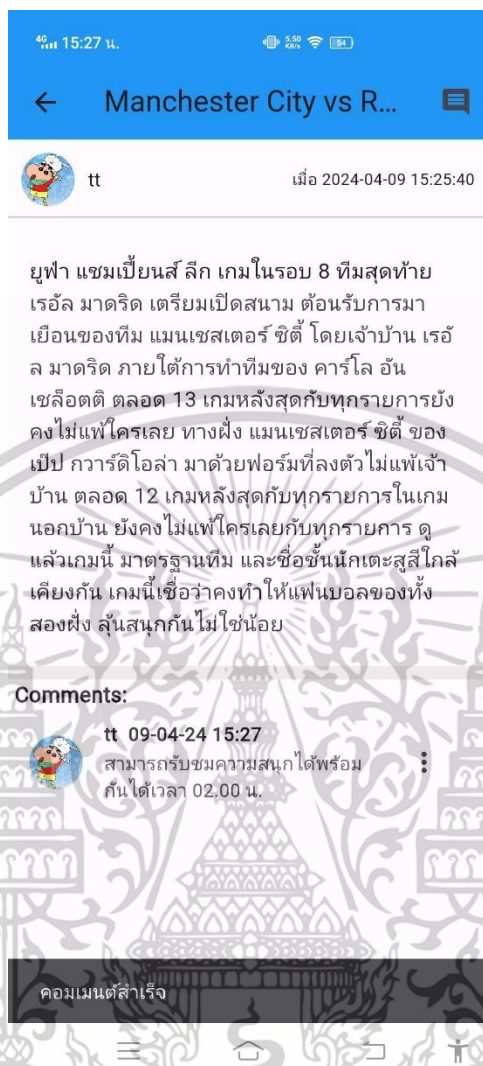 4G 15:27 น. 5.50 KB/s 54
Manchester City vs R...
tt เมื่อ 2024-04-09 15:25:40
ยูฟ่า แชมเปี้ยนส์ ลีก เกมในรอบ 8 ทีมสุดท้าย
เรอัล มาดริด เตรียมเปิดสนาม ต้อนรับการมา
เยือนของทีม แมนเชสเตอร์ ซิตี้ โดยเจ้าบ้าน เรอั
ล มาดริด ภายใต้การทำทีมของ คาร์โล อัน
เชล็อตติ ตลอด 13 เกมหลังสุดกับทุกรายการยัง
คงไม่แพ้ใครเลย ทางฝั่ง แมนเชสเตอร์ ซิตี้ ของ
เป๊ป กวาร์ดิโอล่า มาด้วยฟอร์มที่ลงตัวไม่แพ้เจ้า
บ้าน ตลอด 12 เกมหลังสุดกับทุกรายการในเกม
นอกบ้าน ยังคงไม่แพ้ใครเลยกับทุกรายการ ดู
แล้วเกมนี้ มาตรฐานทีม และชื่อชั้นนักเตะสูสีใกล้
เคียงกัน เกมนี้เชื่อว่าคงทำให้แฟนบอลของทั้ง
สองฝั่ง ลุ้นสนุกกันไม่ใช่น้อย
Comments:
tt 09-04-24 15:27
สามารถรับชมความสนุกได้พร้อม
กันได้เวลา 02.00 น.
คอมเมนต์สำเร็จ